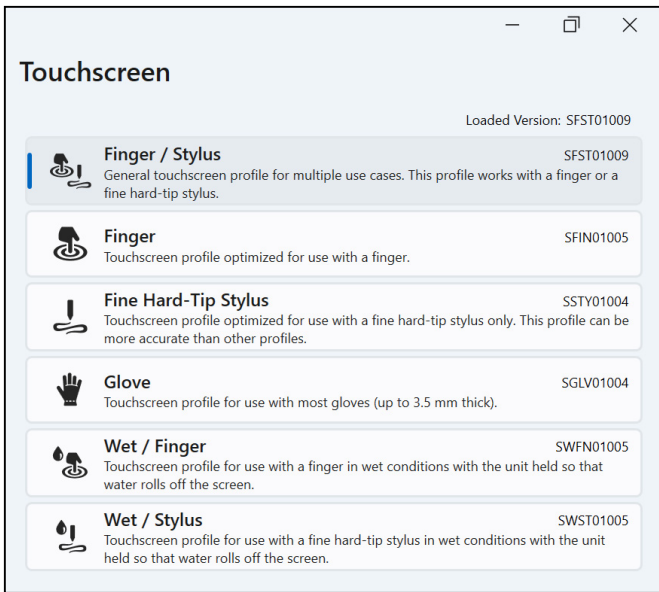 Touchscreen
Loaded Version: SFST01009
Finger / Stylus SFST01009
General touchscreen profile for multiple use cases. This profile works with a finger or a
fine hard-tip stylus.
Finger SFIN01005
Touchscreen profile optimized for use with a finger.
Fine Hard-Tip Stylus SSTY01004
Touchscreen profile optimized for use with a fine hard-tip stylus only. This profile can be
more accurate than other profiles.
Glove SGLV01004
Touchscreen profile for use with most gloves (up to 3.5 mm thick).
Wet / Finger SWFN01005
Touchscreen profile for use with a finger in wet conditions with the unit held so that
water rolls off the screen.
Wet / Stylus SWST01005
Touchscreen profile for use with a fine hard-tip stylus in wet conditions with the unit
held so that water rolls off the screen.